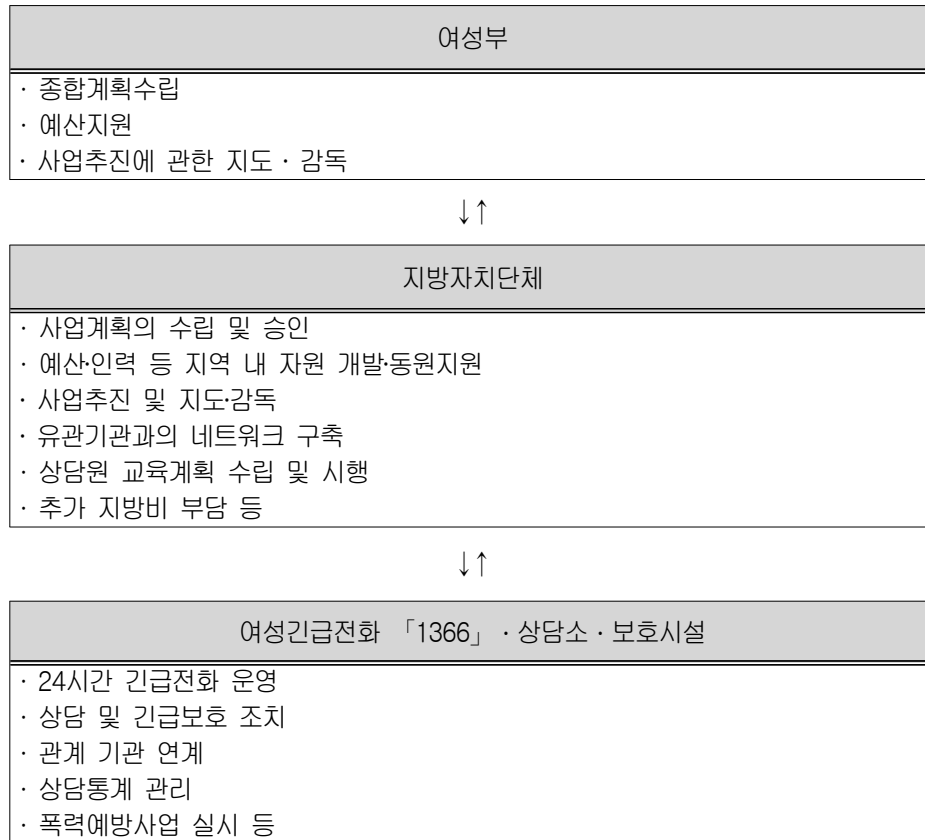 여성부
· 종합계획수립
· 예산지원
· 사업추진에 관한 지도 · 감독
↓↑
지방자치단체
· 사업계획의 수립 및 승인
· 예산·인력 등 지역 내 자원 개발·동원지원
· 사업추진 및 지도·감독
· 유관기관과의 네트워크 구축
· 상담원 교육계획 수립 및 시행
· 추가 지방비 부담 등
↓↑
여성긴급전화 「1366」 · 상담소 · 보호시설
· 24시간 긴급전화 운영
· 상담 및 긴급보호 조치
· 관계 기관 연계
· 상담통계 관리
· 폭력예방사업 실시 등